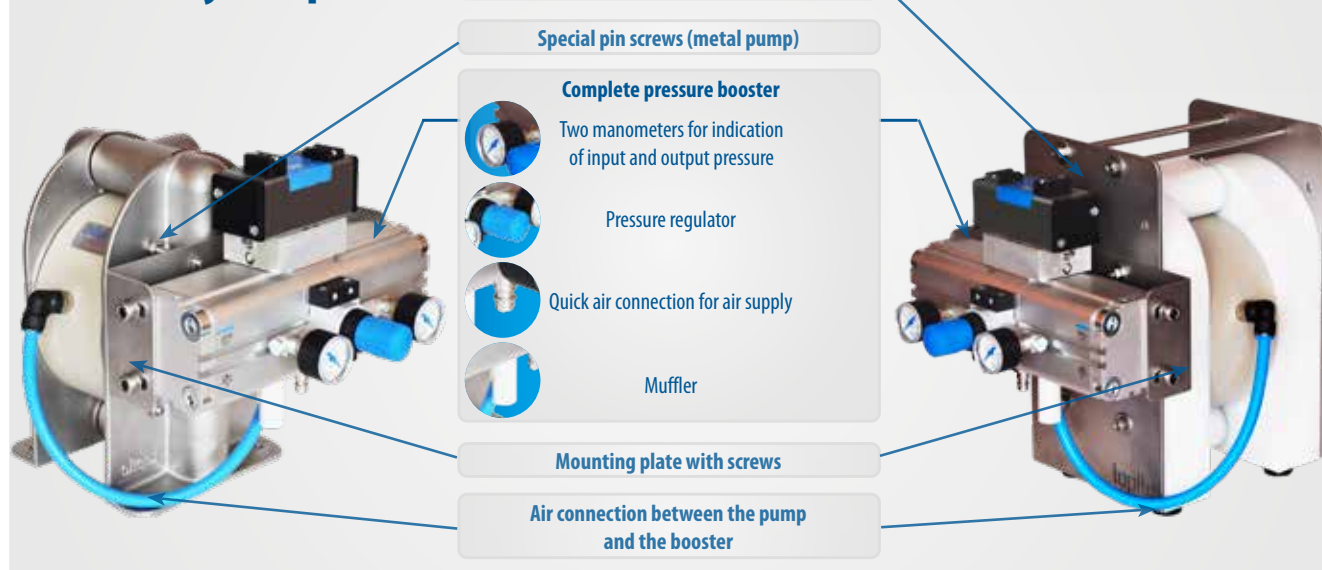 Special pin screws (metal pump)
Complete pressure booster
Two manometers for indication
of input and output pressure
Pressure regulator
Quick air connection for air supply
Muffler
Mounting plate with screws
Air connection between the pump
and the booster